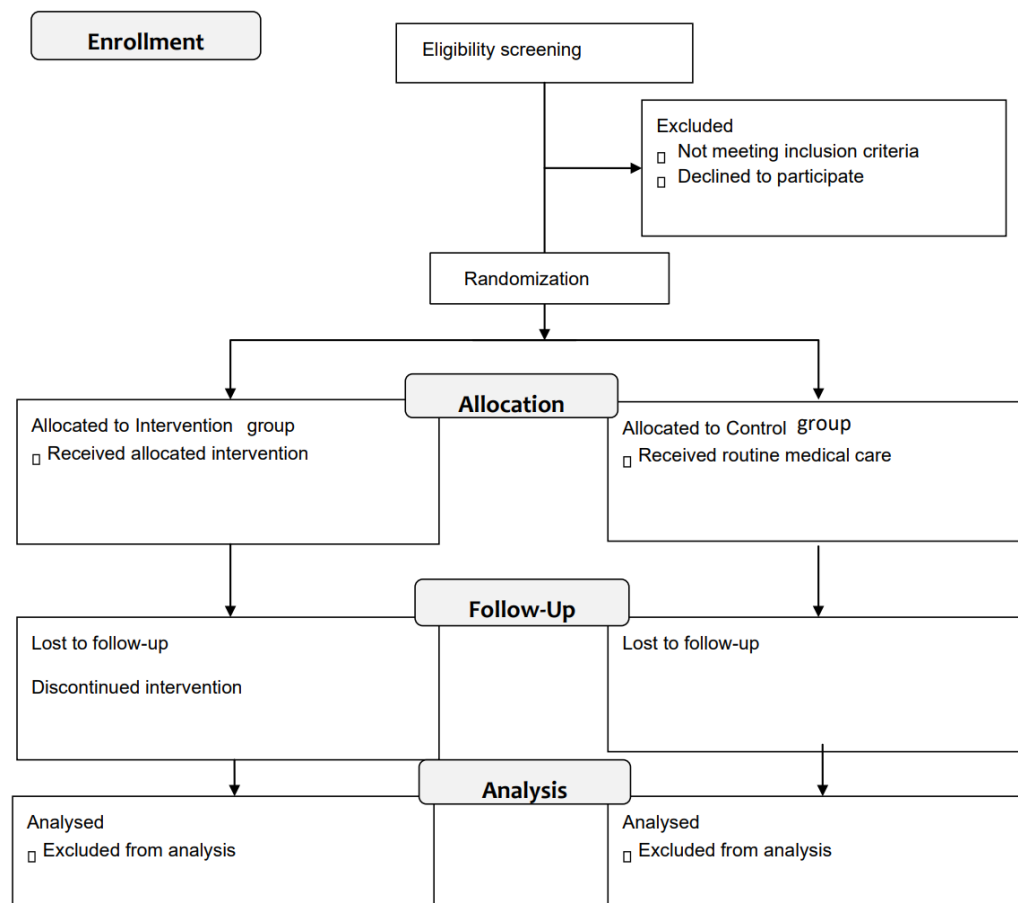 Enrollment
Eligibility screening
Excluded
Not meeting inclusion criteria
Declined to participate
Randomization
Allocation
Allocated to Intervention group
Received allocated intervention
Allocated to Control group
Received routine medical care
Follow-Up
Lost to follow-up
Discontinued intervention
Lost to follow-up
Analysis
Analysed
Excluded from analysis
Analysed
Excluded from analysis